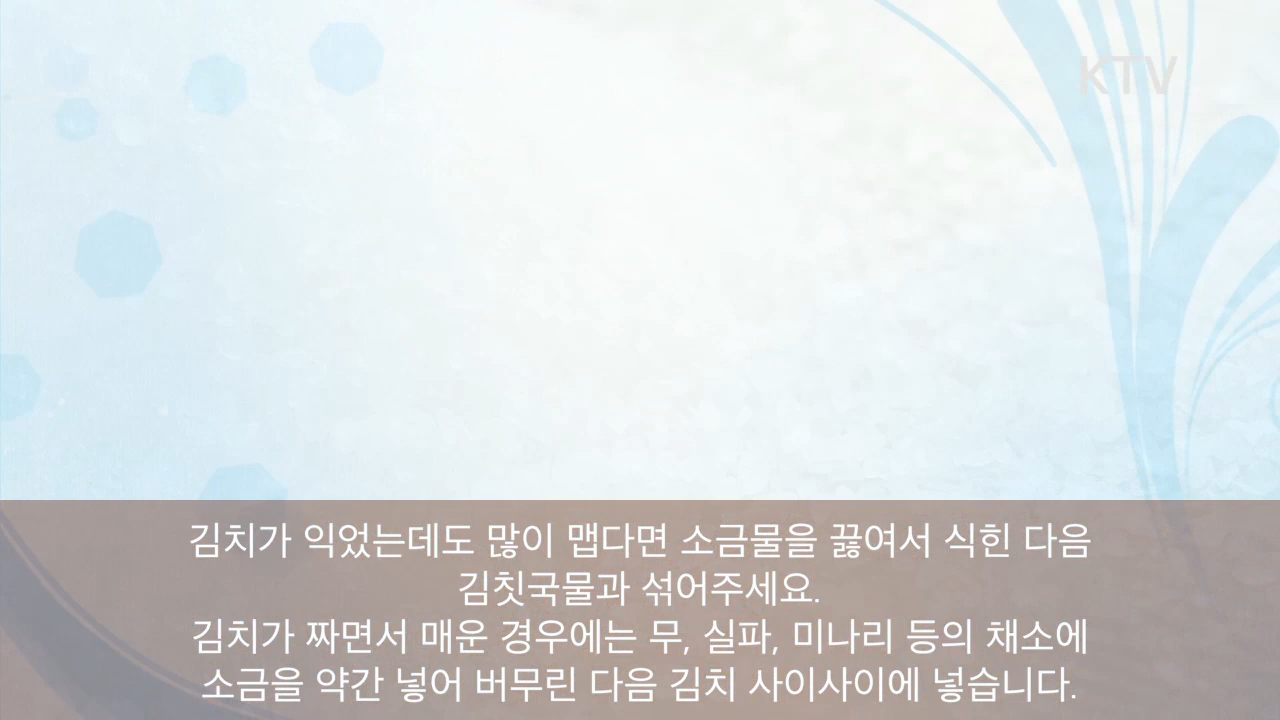 KTV
김치가 익었는데도 많이 맵다면 소금물을 끓여서 식힌 다음
김칫국물과 섞어주세요.
김치가 짜면서 매운 경우에는 무, 실파, 미나리 등의 채소에
소금을 약간 넣어 버무린 다음 김치 사이사이에 넣습니다.